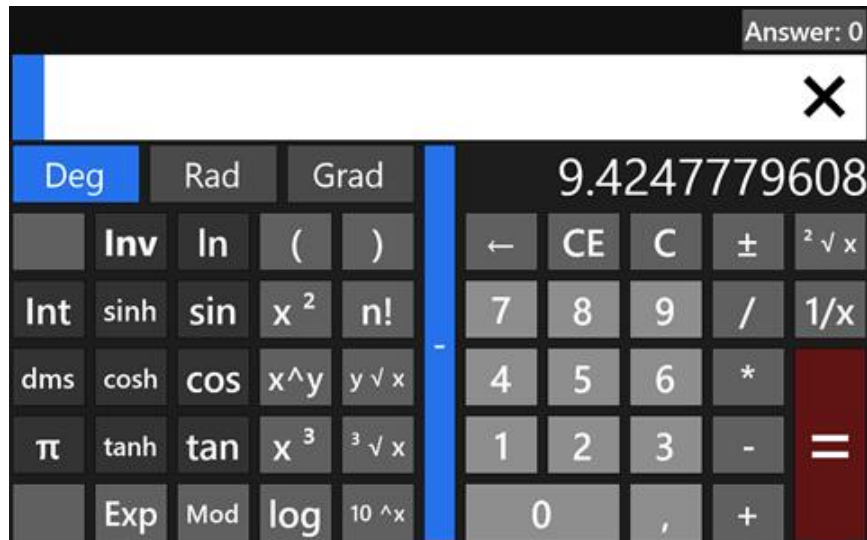 Answer: 0
×
Deg Rad Grad 9.4247779608
Inv ln ( ) ← CE C ± ² √ x
Int sinh sin x ² n! 7 8 9 / 1/x
-
dms cosh cos x^y y √ x 4 5 6 *
π tanh tan x ³ ³ √ x 1 2 3 - =
Exp Mod log 10 ^x 0 , +